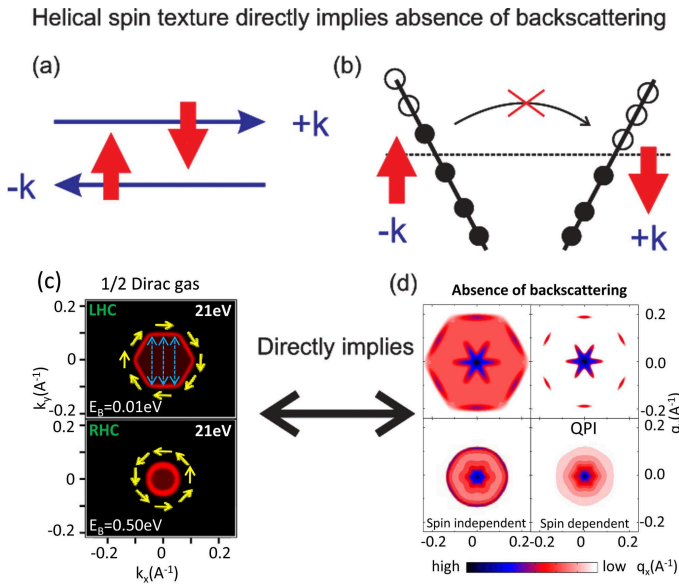 Helical spin texture directly implies absence of backscattering
(a)
+k
-k
(b)
-k
+k
(c)
1/2 Dirac gas
0.2
0
-0.2
LHC
21eV
E_B=0.01eV
k_y(A⁻¹)
0.2
0
-0.2
RHC
21eV
E_B=0.50eV
-0.2 0 0.2
k_x(A⁻¹)
Directly implies
(d)
Absence of backscattering
0.2
0.0
-0.2
QPI
0.2
0.0
-0.2
Spin independent
Spin dependent
-0.2 0.0 0.2
0.2
high
low
q_x(A⁻¹)